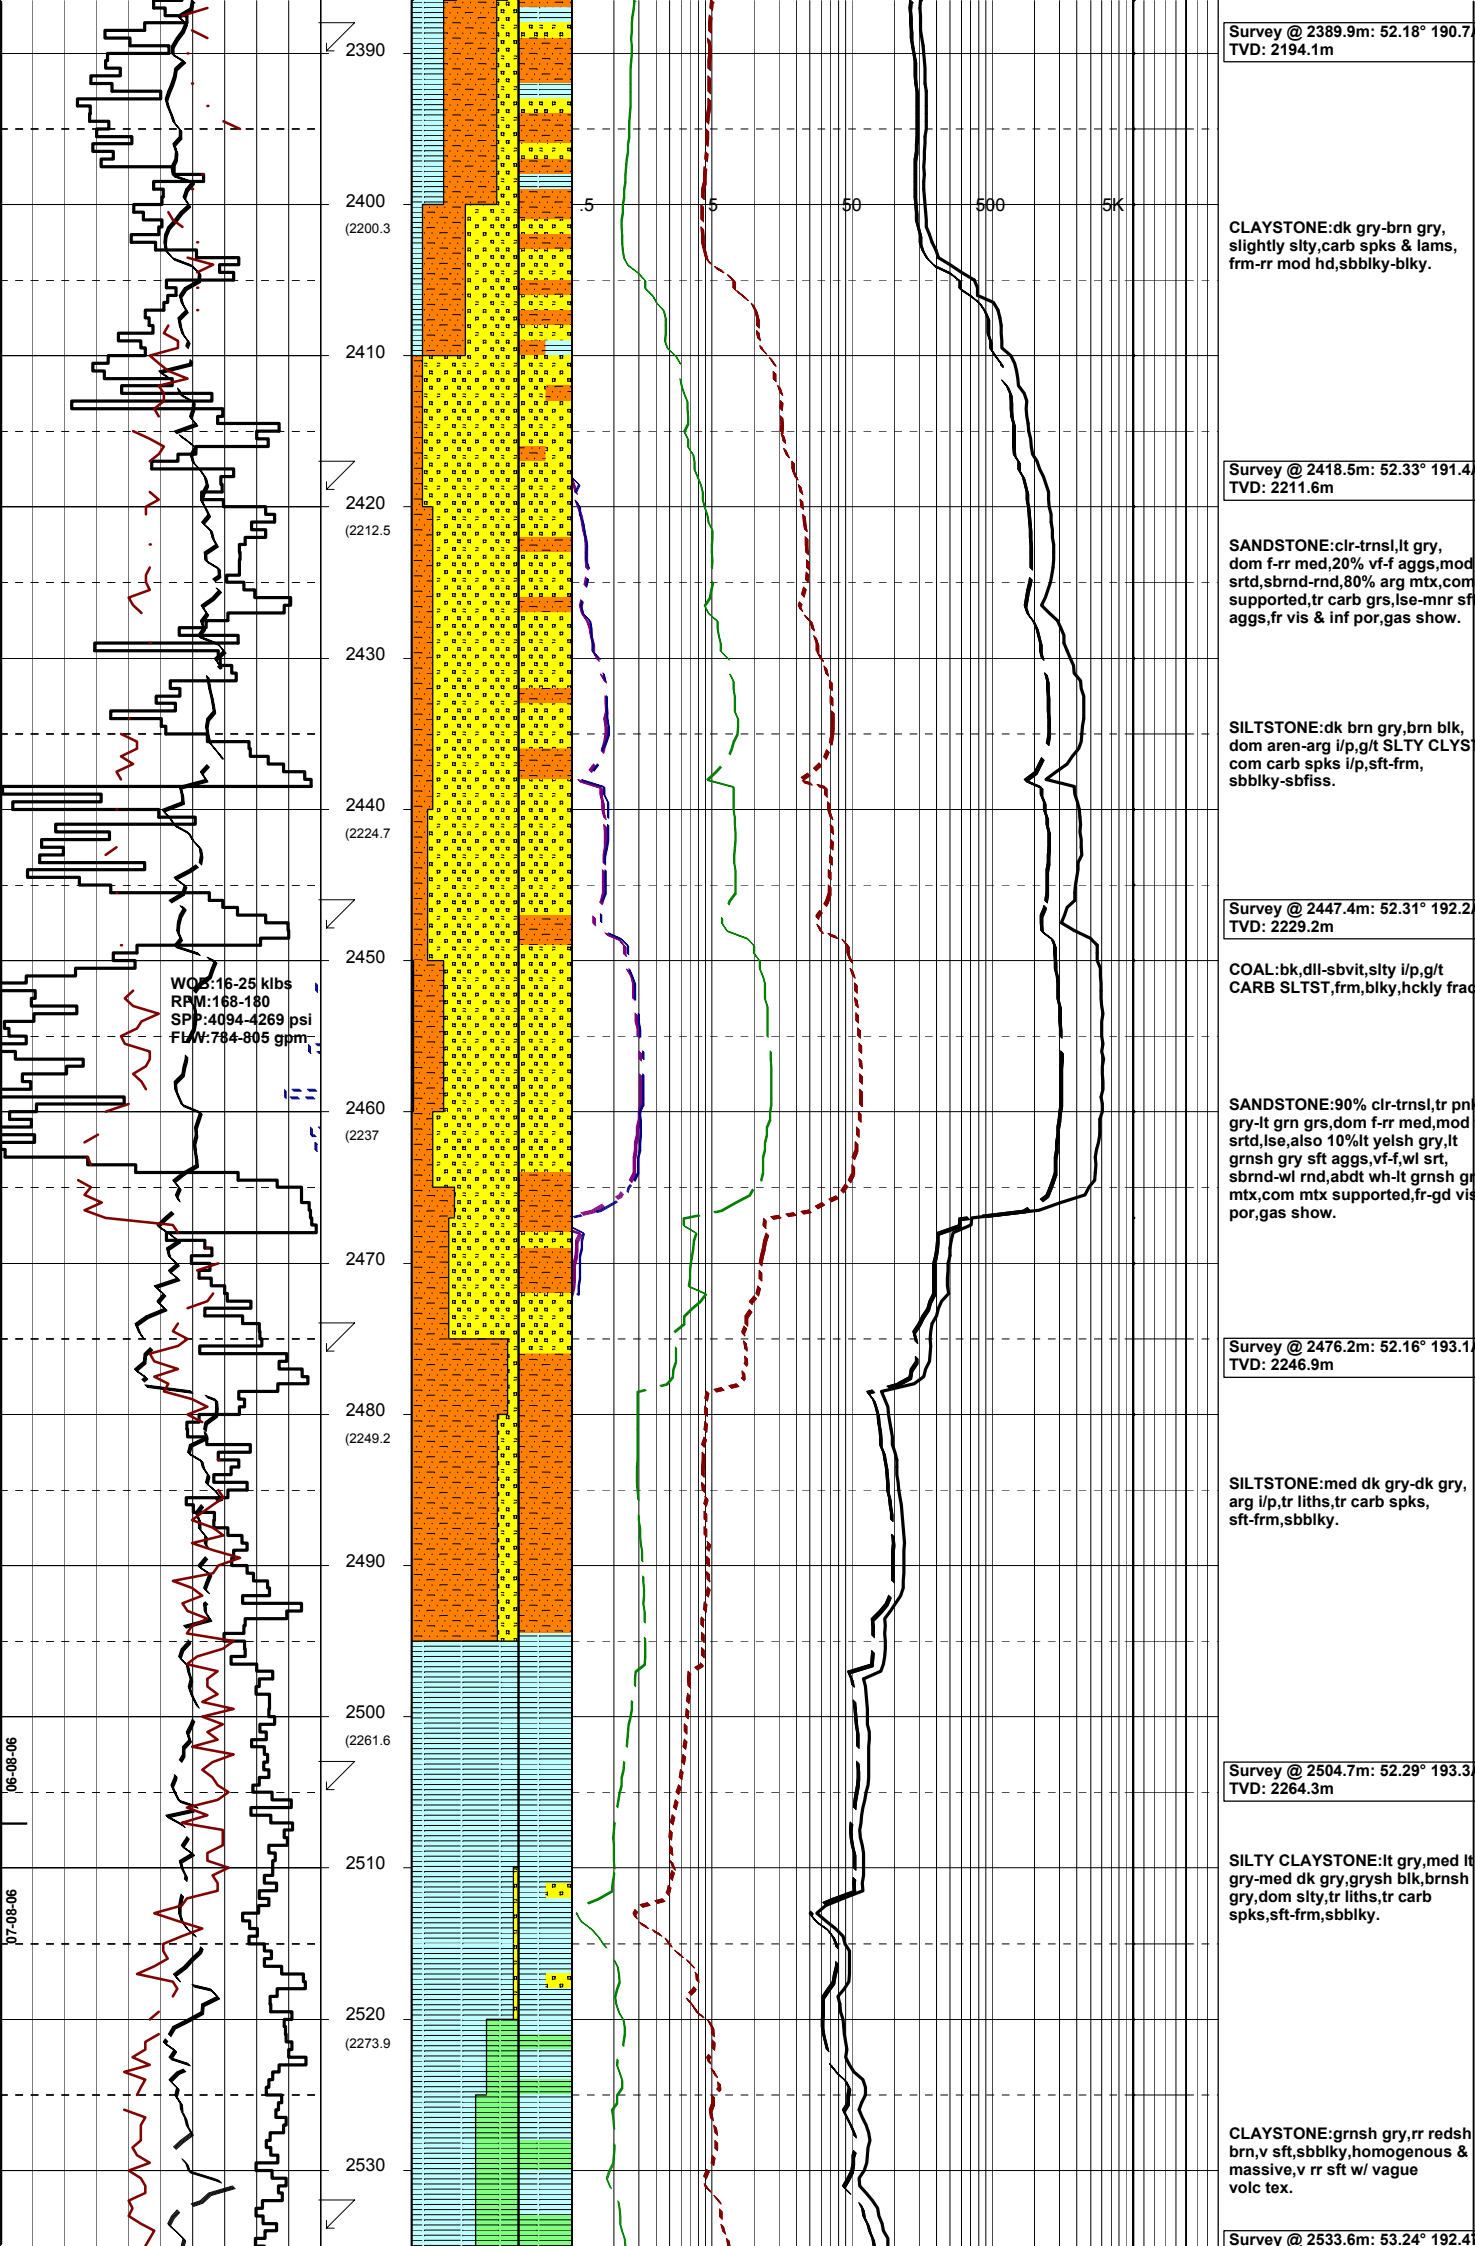 Survey @ 2389.9m: 52.18° 190.7
TVD: 2194.1m
2390
2400
(2200.3
.5 5 50 500 5K
CLAYSTONE:dk gry-brn gry,
slightly slty,carb spks & lams,
frm-rr mod hd,sbblky-blky.
2410
Survey @ 2418.5m: 52.33° 191.4
TVD: 2211.6m
2420
(2212.5
SANDSTONE:clr-trnsl,lt gry,
dom f-rr med,20% vf-f aggs,mod
srtd,sbrnd-rnd,80% arg mtx,com
supported,tr carb grs,lse-mnr sft
aggs,fr vis & inf por,gas show.
2430
SILTSTONE:dk brn gry,brn blk,
dom aren-arg i/p,g/t SLTY CLYST
com carb spks i/p,sft-frm,
sbblky-sbfiss.
2440
(2224.7
Survey @ 2447.4m: 52.31° 192.2
TVD: 2229.2m
2450
COAL:bk,dll-sbvit,slty i/p,g/t
CARB SLTST,frm,blky,hckly frac
WOB:16-25 klbs
RPM:168-180
SPP:4094-4269 psi
FLW:784-805 gpm
2460
(2237
SANDSTONE:90% clr-trnsl,tr pnk
gry-lt grn grs,dom f-rr med,mod
srtd,lse,also 10%lt yelsh gry,lt
grnsh gry sft aggs,vf-f,wl srt,
sbrnd-wl rnd,abdt wh-lt grnsh gr
mtx,com mtx supported,fr-gd vis
por,gas show.
2470
Survey @ 2476.2m: 52.16° 193.1
TVD: 2246.9m
2480
(2249.2
SILTSTONE:med dk gry-dk gry,
arg i/p,tr liths,tr carb spks,
sft-frm,sbblky.
2490
2500
(2261.6
06-08-06
Survey @ 2504.7m: 52.29° 193.3
TVD: 2264.3m
2510
07-08-06
SILTY CLAYSTONE:lt gry,med lt
gry-med dk gry,grysh blk,brnsh
gry,dom slty,tr liths,tr carb
spks,sft-frm,sbblky.
2520
(2273.9
2530
CLAYSTONE:grnsh gry,rr redsh
brn,v sft,sbblky,homogenous &
massive,v rr sft w/ vague
volc tex.
Survey @ 2533.6m: 53.24° 192.4